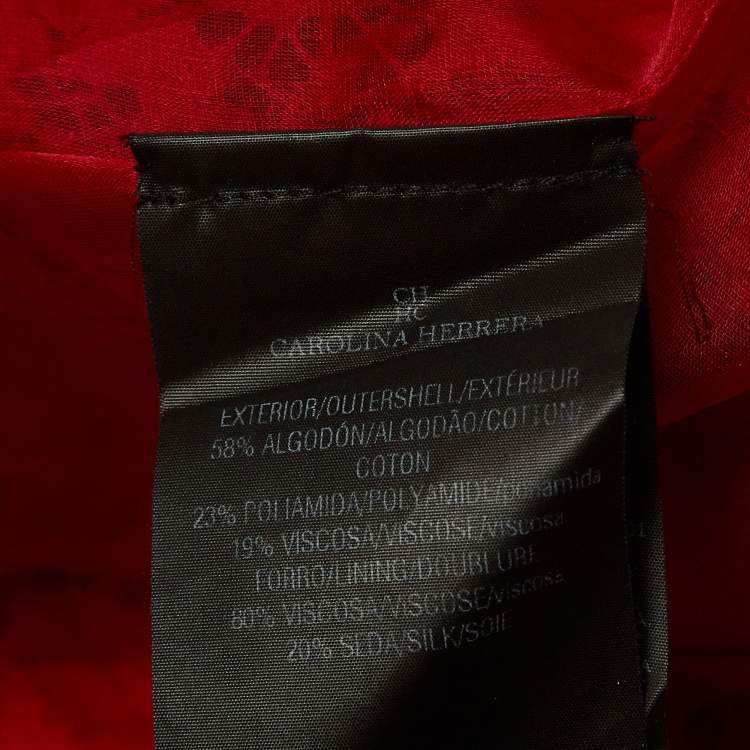 CH
HC
CAROLINA HERRERA
EXTERIOR/OUTERSHELL/EXTÉRIEUR
58% ALGODÓN/ALGODÃO/COTTON/
COTON
23% POLIAMIDA/POLYAMIDE/poliamida
19% VISCOSA/VISCOSE/viscosa
FORRO/LINING/DOUBLURE
80% VISCOSA/VISCOSE/viscosa
20% SEDA/SILK/SOIE